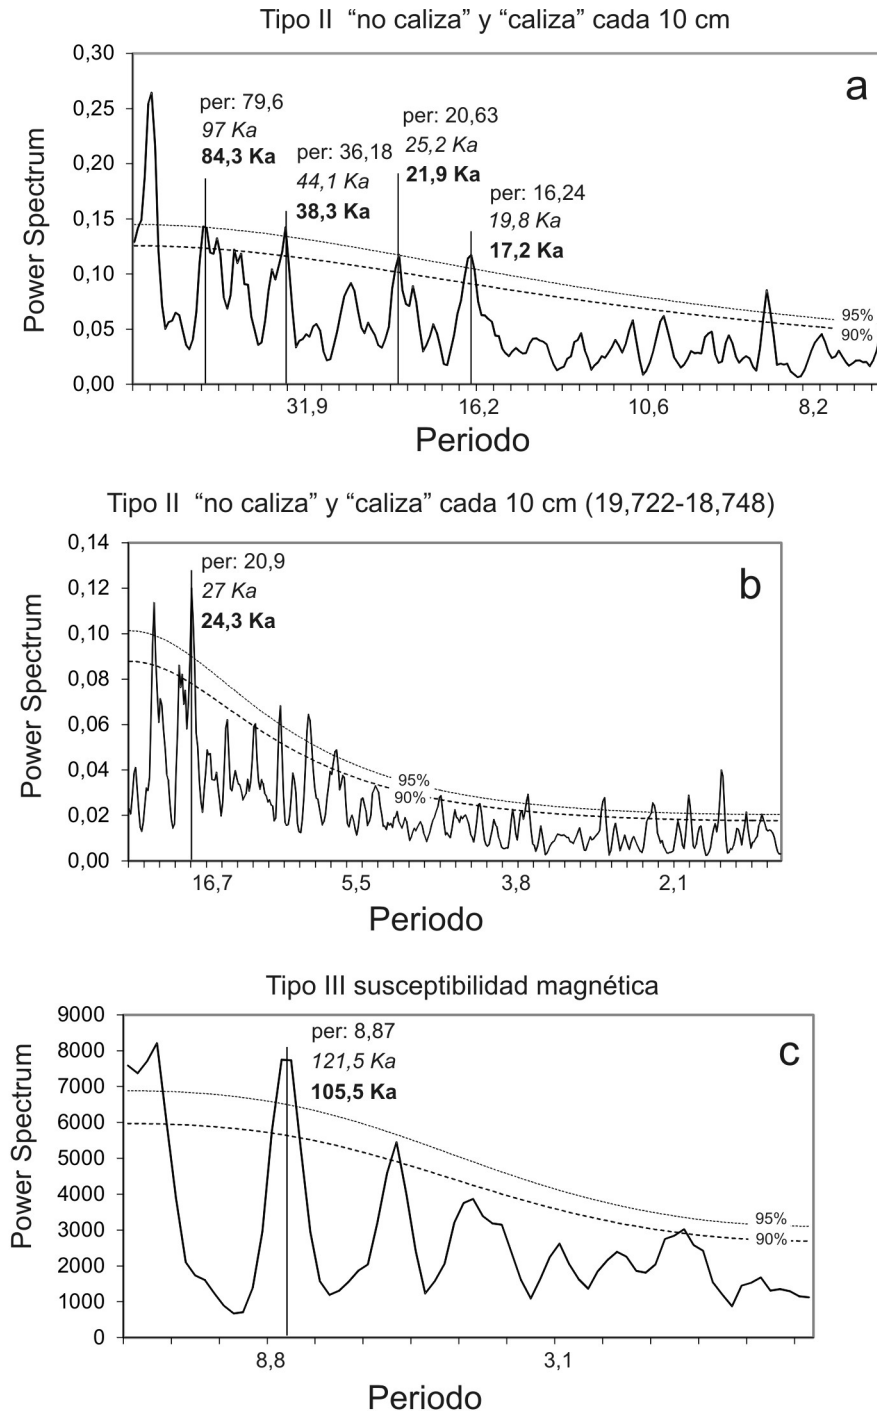 Tipo II “no caliza” y “caliza” cada 10 cm
a
0,30
0,25
0,20
0,15
0,10
0,05
0,00
Power Spectrum
per: 79,6
97 Ka
84,3 Ka
per: 36,18
44,1 Ka
38,3 Ka
per: 20,63
25,2 Ka
21,9 Ka
per: 16,24
19,8 Ka
17,2 Ka
95%
90%
31,9 16,2 10,6 8,2
Periodo
Tipo II “no caliza” y “caliza” cada 10 cm (19,722-18,748)
b
0,14
0,12
0,10
0,08
0,06
0,04
0,02
0,00
Power Spectrum
per: 20,9
27 Ka
24,3 Ka
95%
90%
16,7 5,5 3,8 2,1
Periodo
Tipo III susceptibilidad magnética
c
9000
8000
7000
6000
5000
4000
3000
2000
1000
0
Power Spectrum
per: 8,87
121,5 Ka
105,5 Ka
95%
90%
8,8 3,1
Periodo